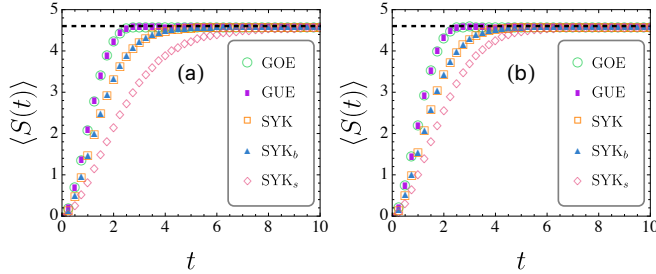 ⟨S(t)⟩
5
4
3
2
1
0
(a)
GOE
GUE
SYK
SYK_b
SYK_s
0 2 4 6 8 10
t
⟨S(t)⟩
5
4
3
2
1
0
(b)
GOE
GUE
SYK
SYK_b
SYK_s
0 2 4 6 8 10
t